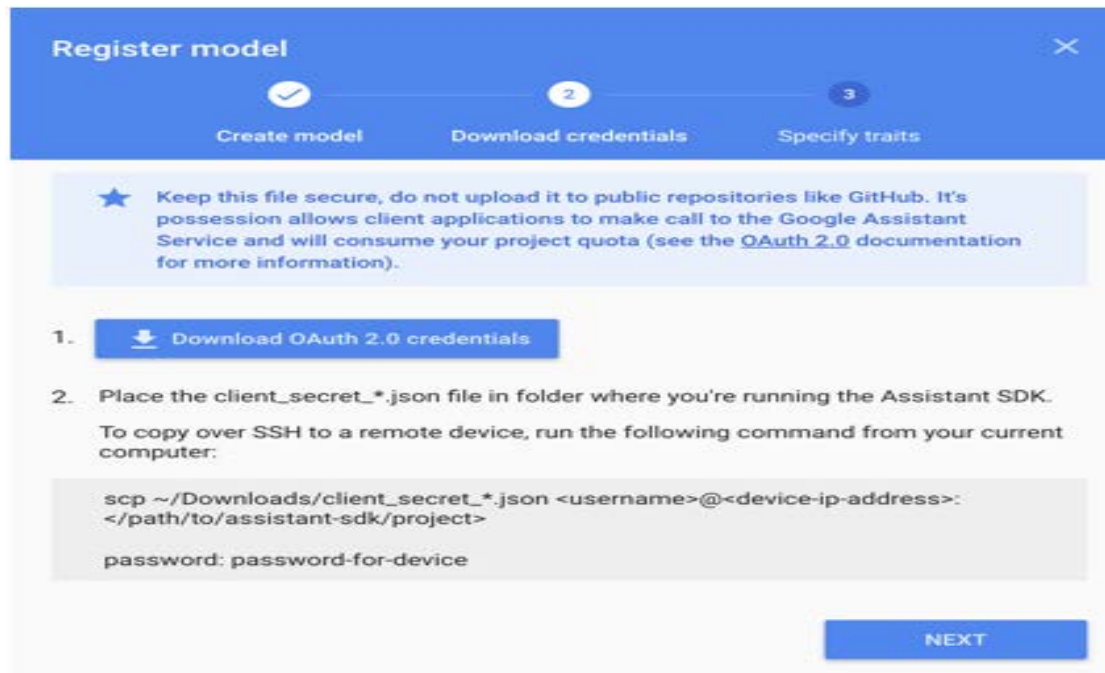 Register model
2
3
Create model
Download credentials
Specify traits
Keep this file secure, do not upload it to public repositories like GitHub. It's
possession allows client applications to make call to the Google Assistant
Service and will consume your project quota (see the OAuth 2.0 documentation
for more information).
1.
Download OAuth 2.0 credentials
2. Place the client_secret_*.json file in folder where you're running the Assistant SDK.
To copy over SSH to a remote device, run the following command from your current
computer:
scp ~/Downloads/client_secret_*.json <username>@<device-ip-address>:
</path/to/assistant-sdk/project>
password: password-for-device
NEXT